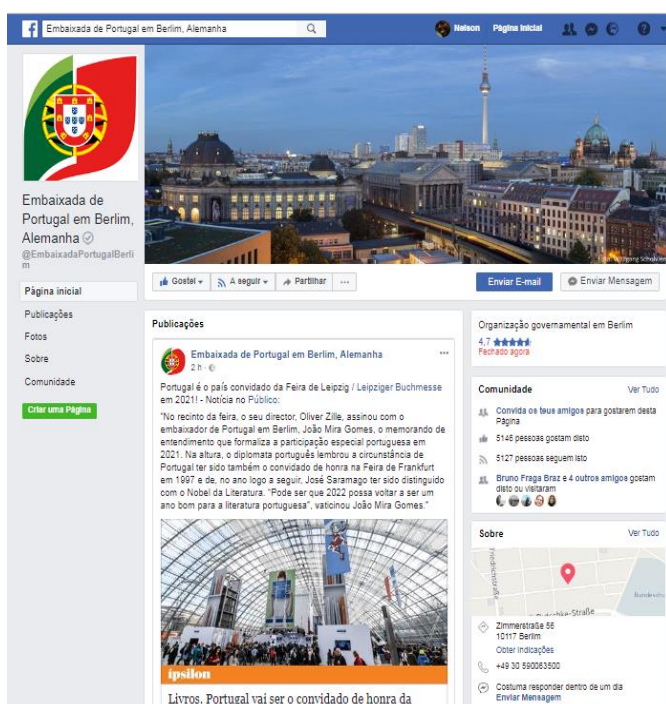 Embaixada de Portugal em Berlim, Alemanha
Nelson
Página Inicial
Embaixada de
Portugal em Berlim,
Alemanha
@EmbaixadaPortugalBerli
m
Página inicial
Publicações
Fotos
Sobre
Comunidade
Criar uma Página
Gostei
A seguir
Partilhar
...
Enviar E-mail
Enviar Mensagem
Publicações
Embaixada de Portugal em Berlim, Alemanha
2 h ·
Portugal é o país convidado da Feira de Leipzig / Leipziger Buchmesse
em 2021! - Notícia no Público:
"No recinto da feira, o seu director, Oliver Zille, assinou com o
embaixador de Portugal em Berlim, João Mira Gomes, o memorando de
entendimento que formaliza a participação especial portuguesa em
2021. Na altura, o diplomata português lembrou a circunstância de
Portugal ter sido também o convidado de honra na Feira de Frankfurt
em 1997 e de, no ano logo a seguir, José Saramago ter sido distinguido
com o Nobel da Literatura. "Pode ser que 2022 possa voltar a ser um
ano bom para a literatura portuguesa", vaticinou João Mira Gomes."
ípsilon
Livros. Portugal vai ser o convidado de honra da
Organização governamental em Berlim
4,7
Fechado agora
Comunidade
Ver Tudo
Convida os teus amigos para gostarem desta
Página
5146 pessoas gostam disto
5127 pessoas seguem isto
Bruno Fraga Braz e 4 outros amigos gostam
disto ou visitaram
Sobre
Ver Tudo
Zimmerstraße 56
10117 Berlim
Obter Indicações
+49 30 590063500
Costuma responder dentro de um dia
Enviar Mensagem